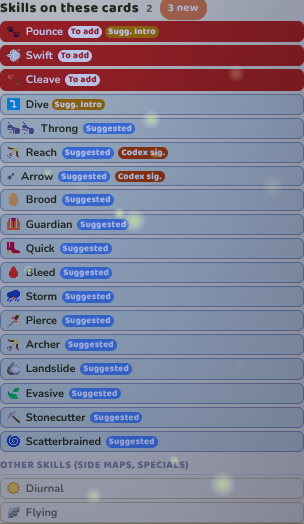 Skills on these cards 2 3 new
Pounce To add Sugg. Intro
Swift To add
Cleave To add
Dive Sugg. Intro
Throng Suggested
Reach Suggested Codex sig.
Arrow Suggested Codex sig.
Brood Suggested
Guardian Suggested
Quick Suggested
Bleed Suggested
Storm Suggested
Pierce Suggested
Archer Suggested
Landslide Suggested
Evasive Suggested
Stonecutter Suggested
Scatterbrained Suggested
OTHER SKILLS (SIDE MAPS, SPECIALS)
Diurnal
Flying